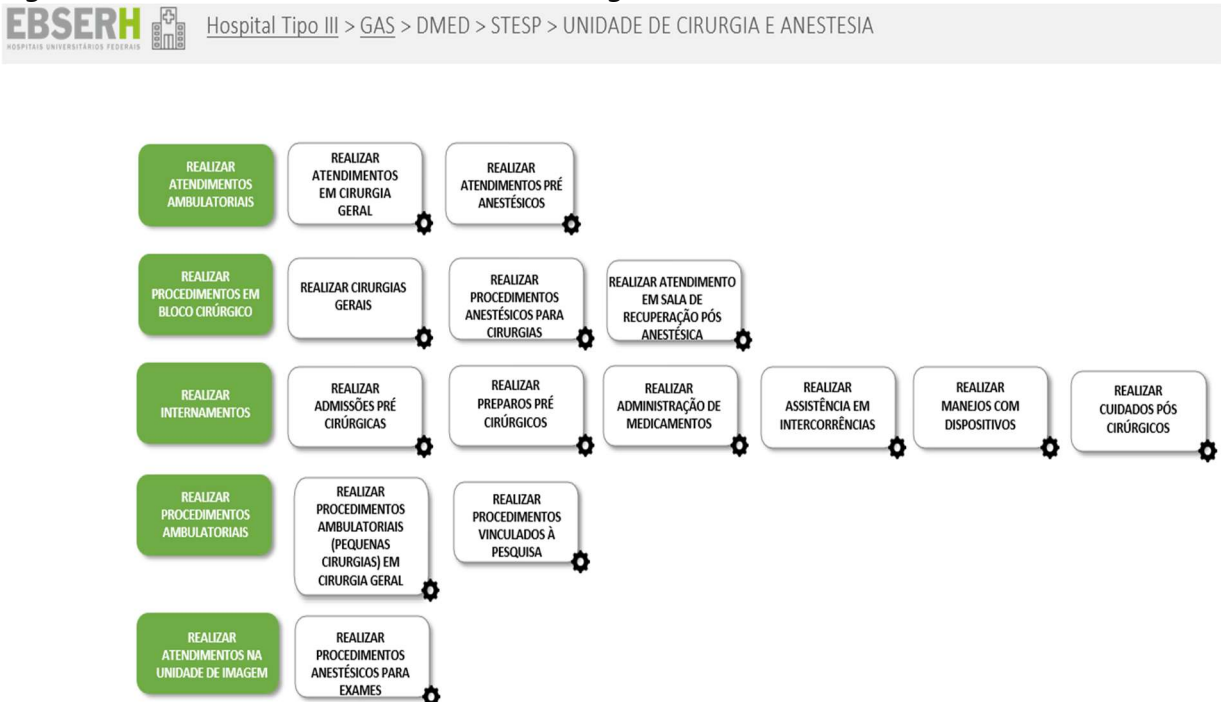 EBSERH
HOSPITAIS UNIVERSITÁRIOS FEDERAIS
Hospital Tipo III > GAS > DMED > STESP > UNIDADE DE CIRURGIA E ANESTESIA
REALIZAR
ATENDIMENTOS
AMBULATORIAIS
REALIZAR
ATENDIMENTOS
EM CIRURGIA
GERAL
REALIZAR
ATENDIMENTOS PRÉ
ANESTÉSICOS
REALIZAR
PROCEDIMENTOS EM
BLOCO CIRÚRGICO
REALIZAR CIRURGIAS
GERAIS
REALIZAR
PROCEDIMENTOS
ANESTÉSICOS PARA
CIRURGIAS
REALIZAR ATENDIMENTO
EM SALA DE
RECUPERAÇÃO PÓS
ANESTÉSICA
REALIZAR
INTERNAMENTOS
REALIZAR
ADMISSÕES PRÉ
CIRÚRGICAS
REALIZAR
PREPAROS PRÉ
CIRÚRGICOS
REALIZAR
ADMINISTRAÇÃO DE
MEDICAMENTOS
REALIZAR
ASSISTÊNCIA EM
INTERCORRÊNCIAS
REALIZAR
MANEJOS COM
DISPOSITIVOS
REALIZAR
CUIDADOS PÓS
CIRÚRGICOS
REALIZAR
PROCEDIMENTOS
AMBULATORIAIS
REALIZAR
PROCEDIMENTOS
AMBULATORIAIS
(PEQUENAS
CIRURGIAS) EM
CIRURGIA GERAL
REALIZAR
PROCEDIMENTOS
VINCULADOS À
PESQUISA
REALIZAR
ATENDIMENTOS NA
UNIDADE DE IMAGEM
REALIZAR
PROCEDIMENTOS
ANESTÉSICOS PARA
EXAMES